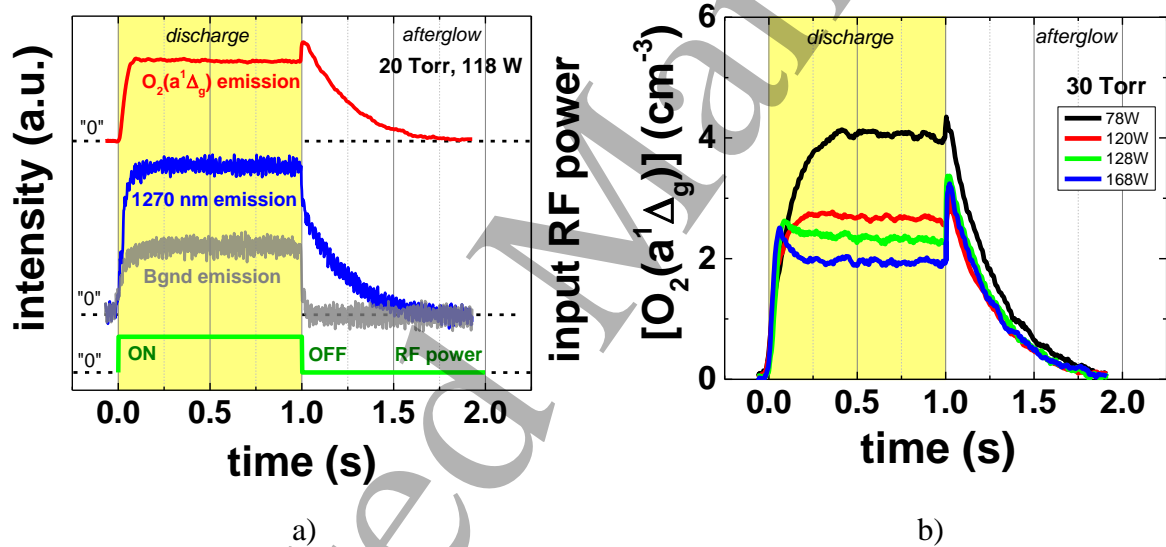 discharge
afterglow
20 Torr, 118 W
O₂(a¹Δg) emission
"0"
1270 nm emission
Bgnd emission
"0"
ON
OFF
RF power
"0"
intensity (a.u.)
0.0 0.5 1.0 1.5 2.0
time (s)
a)
input RF power
[O₂(a¹Δg)] (cm⁻³)
6
4
2
0
discharge
afterglow
30 Torr
78W
120W
128W
168W
0.0 0.5 1.0 1.5 2.0
time (s)
b)